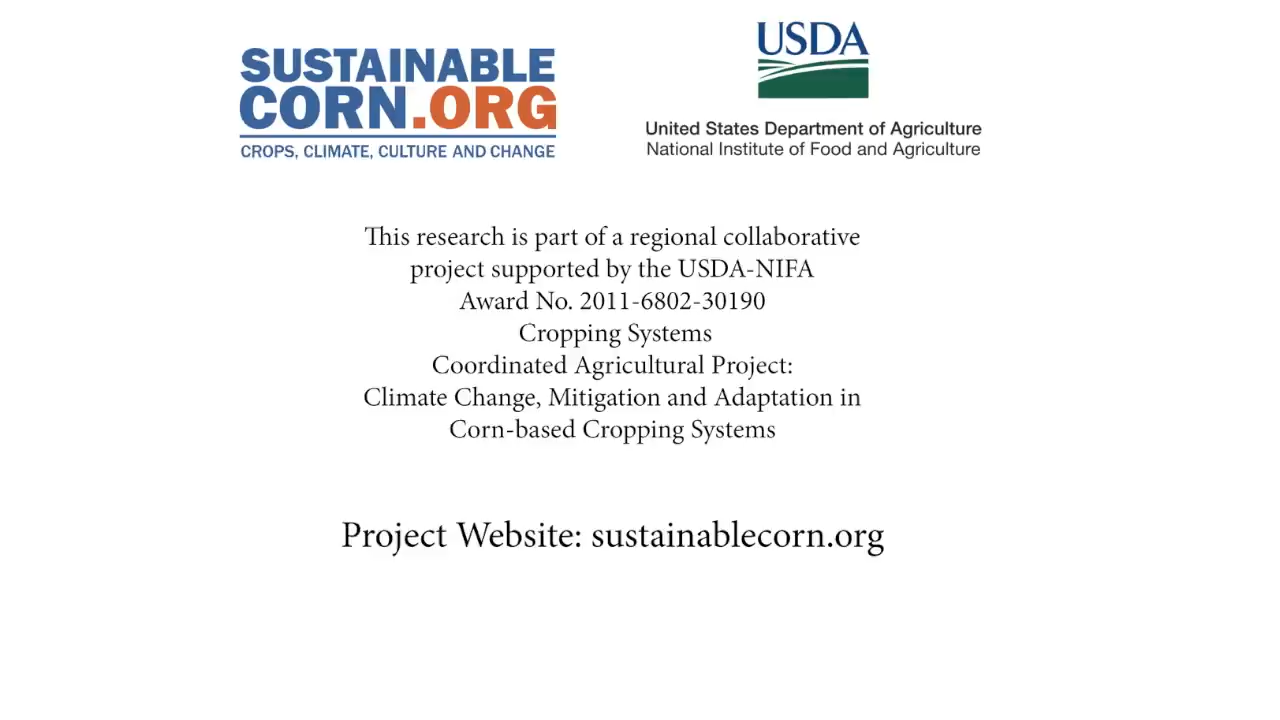 SUSTAINABLE
CORN.ORG
CROPS, CLIMATE, CULTURE AND CHANGE
USDA
United States Department of Agriculture
National Institute of Food and Agriculture
This research is part of a regional collaborative
project supported by the USDA-NIFA
Award No. 2011-6802-30190
Cropping Systems
Coordinated Agricultural Project:
Climate Change, Mitigation and Adaptation in
Corn-based Cropping Systems
Project Website: sustainablecorn.org